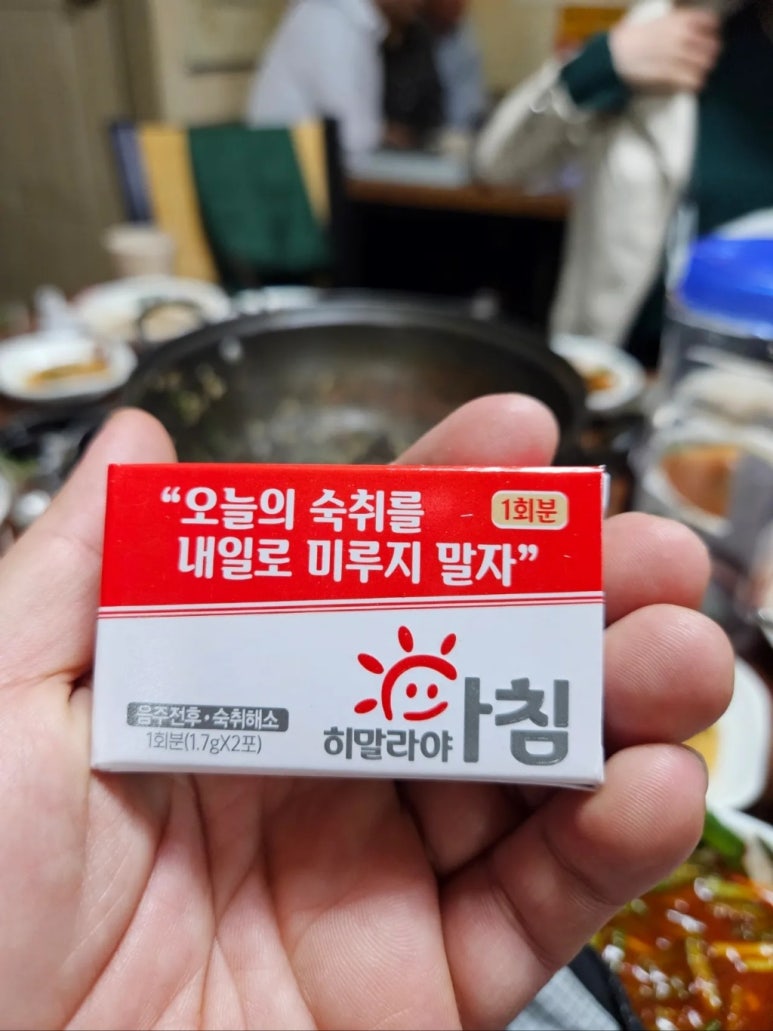 “오늘의 숙취를
1회분
내일로 미루지 말자”
음주전후·숙취해소
1회분(1.7gX2포)
히말라야 아침